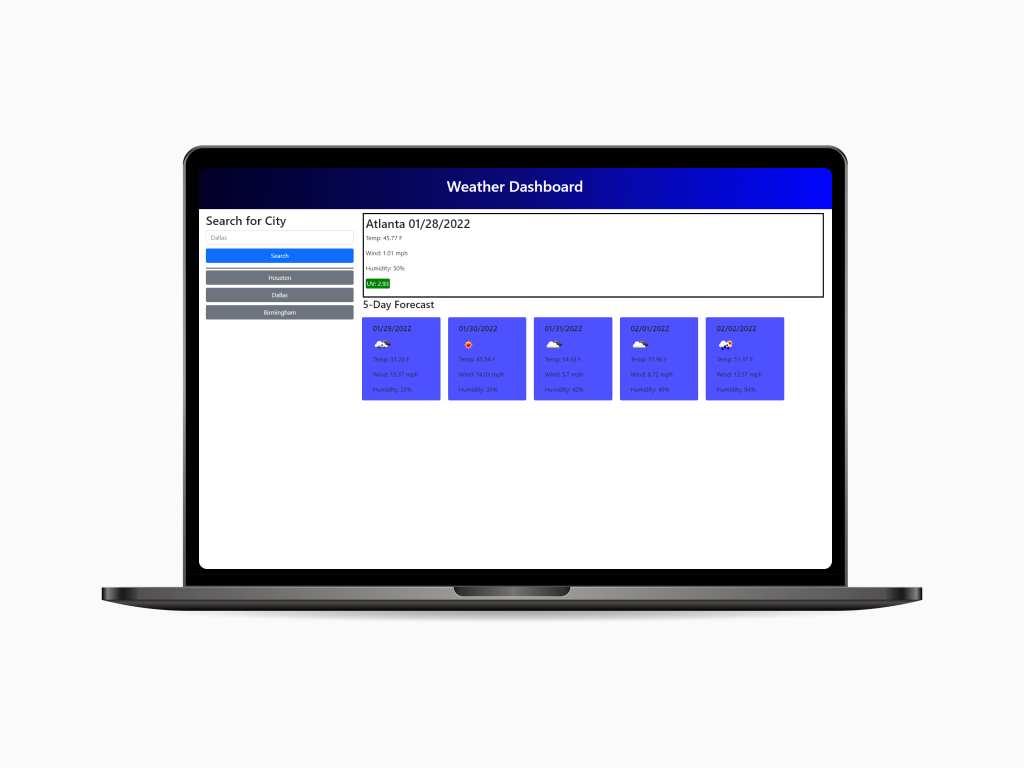 Weather Dashboard
Search for City
Dallas
Search
Houston
Dallas
Birmingham
Atlanta 01/28/2022
Temp: 45.77 F
Wind: 1.01 mph
Humidity: 50%
UV: 2.93
5-Day Forecast
01/29/2022
Temp: 33.28 F
Wind: 15.37 mph
Humidity: 22%
01/30/2022
Temp: 45.54 F
Wind: 14.03 mph
Humidity: 35%
01/31/2022
Temp: 54.43 F
Wind: 5.7 mph
Humidity: 42%
02/01/2022
Temp: 57.99 F
Wind: 8.72 mph
Humidity: 49%
02/02/2022
Temp: 51.37 F
Wind: 12.57 mph
Humidity: 94%